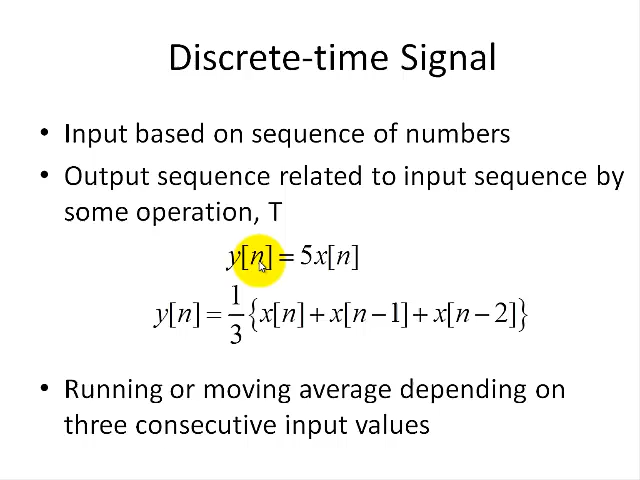 Discrete-time Signal
• Input based on sequence of numbers
• Output sequence related to input sequence by
some operation, T
y[n] = 5x[n]
y[n] = 1/3 {x[n] + x[n − 1] + x[n − 2]}
• Running or moving average depending on
three consecutive input values